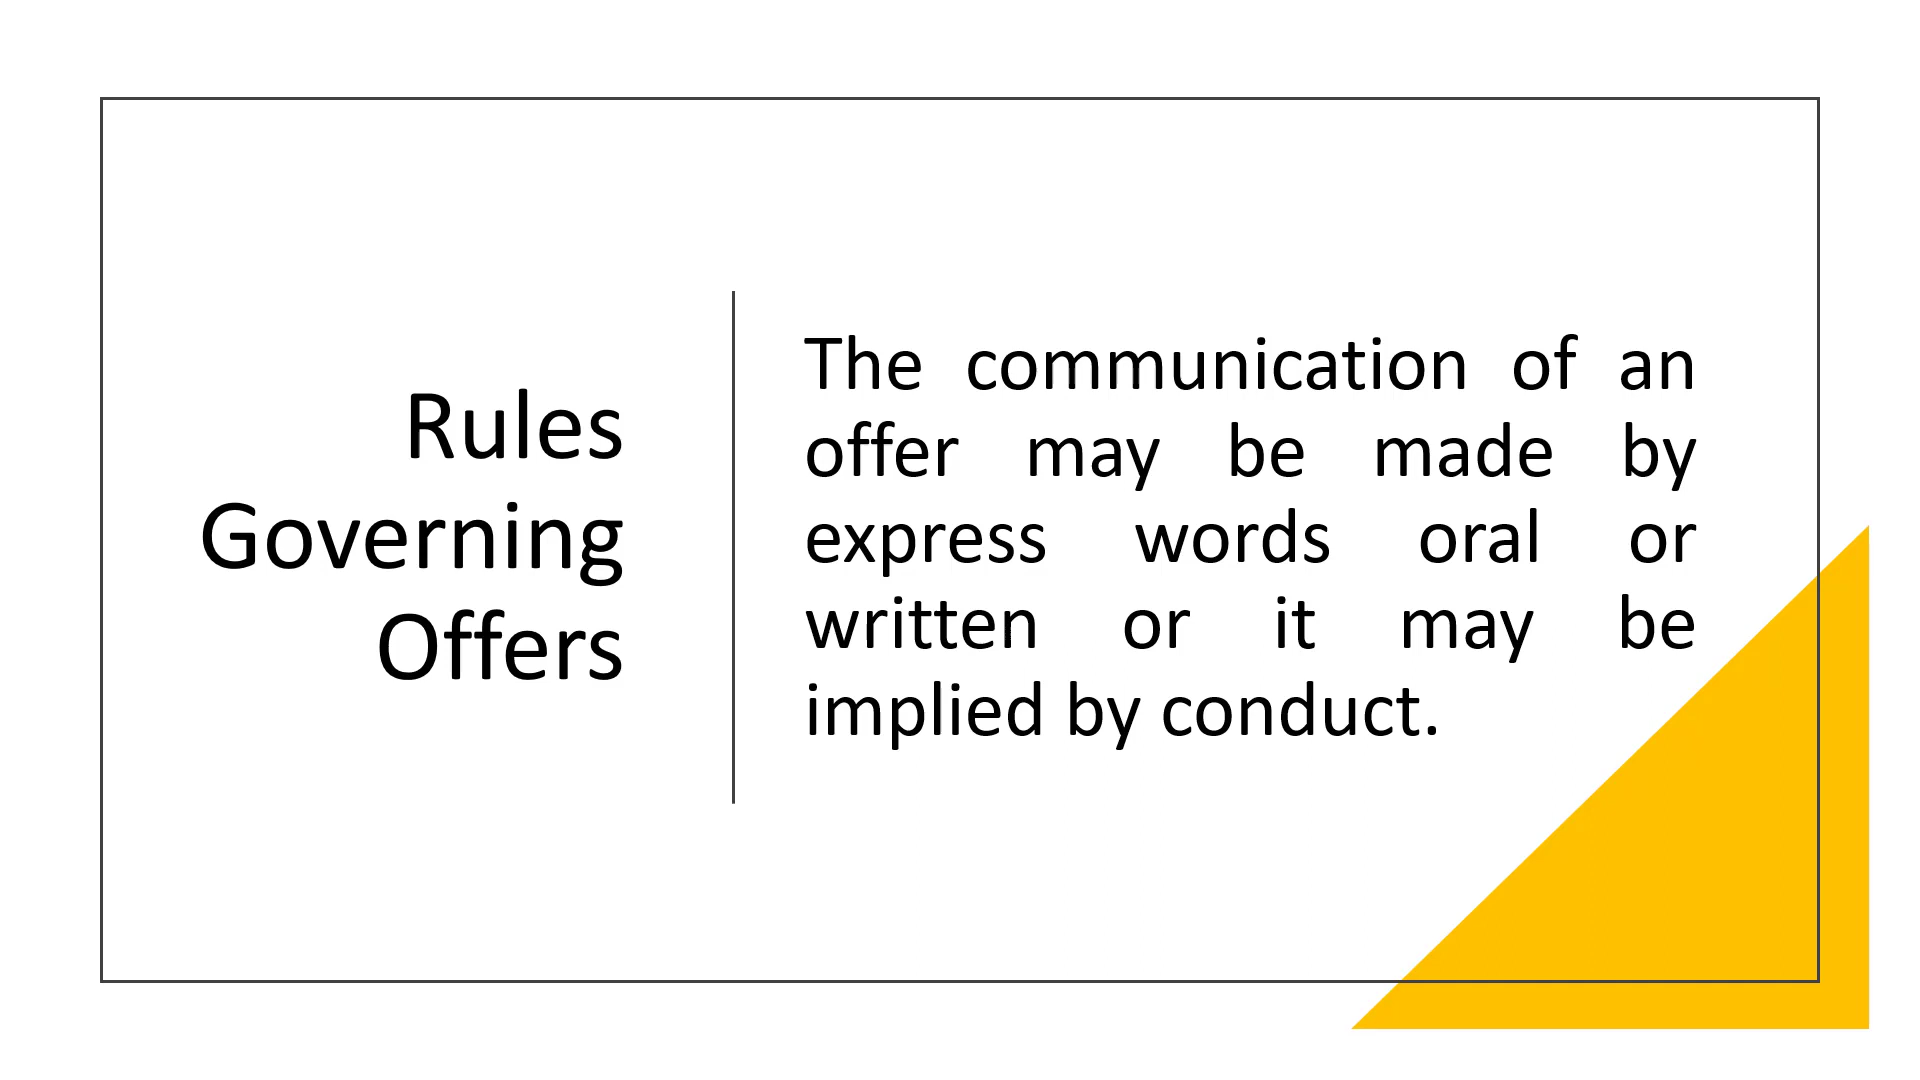 Rules
Governing
Offers
The communication of an
offer may be made by
express words oral or
written or it may be
implied by conduct.